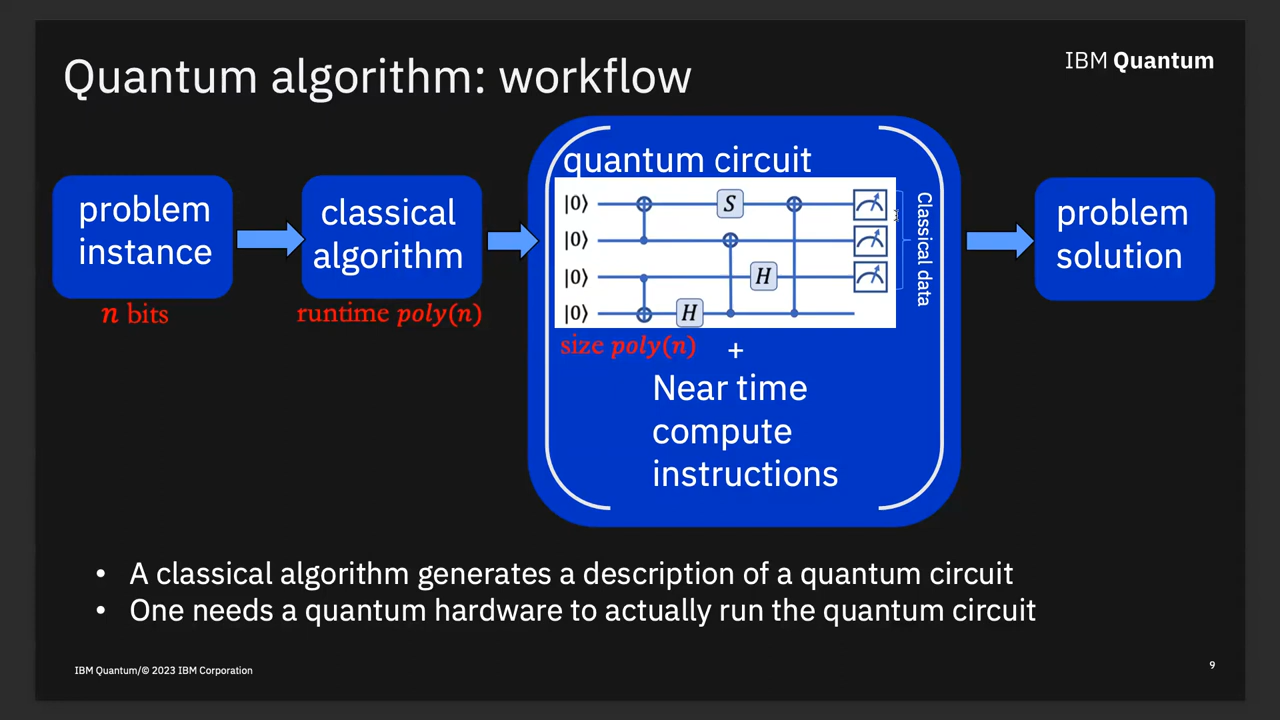 Quantum algorithm: workflow
IBM Quantum
problem
instance
n bits
classical
algorithm
runtime poly(n)
quantum circuit
|0⟩
S
|0⟩
|0⟩
H
|0⟩
H
Classical data
size poly(n)
+
Near time
compute
instructions
problem
solution
• A classical algorithm generates a description of a quantum circuit
• One needs a quantum hardware to actually run the quantum circuit
IBM Quantum/© 2023 IBM Corporation
9